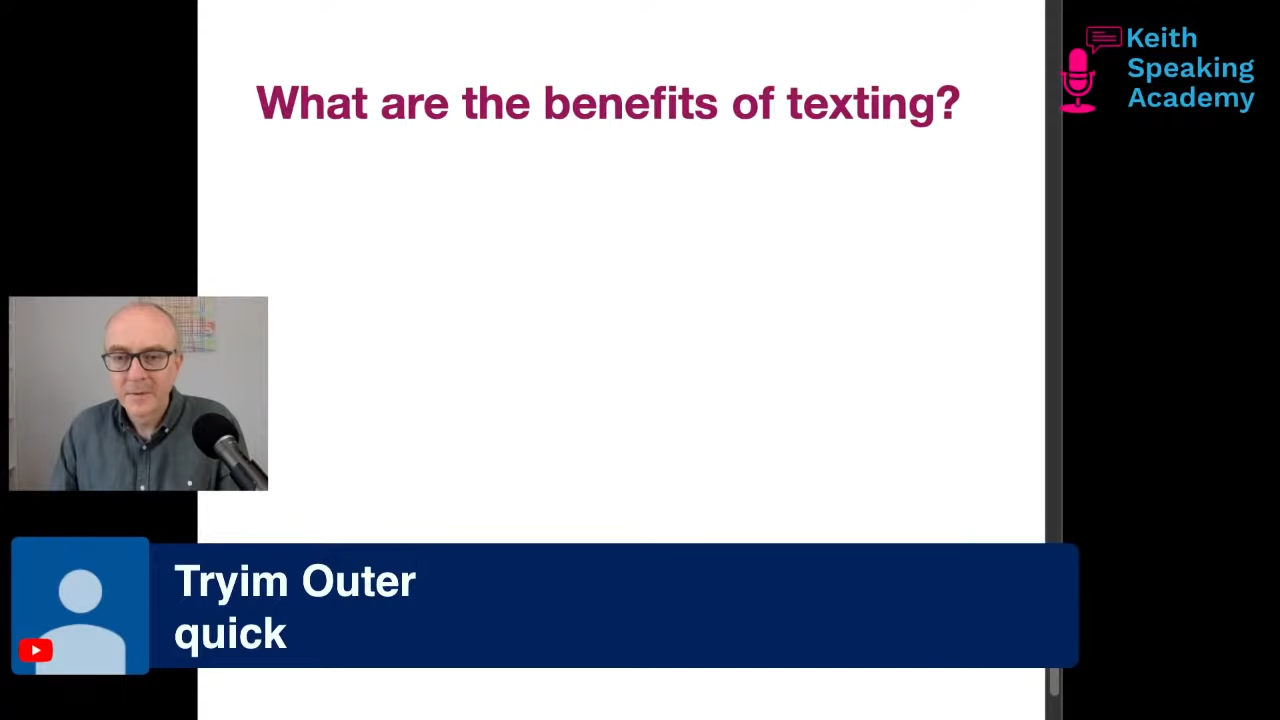 What are the benefits of texting?
Keith
Speaking
Academy
Tryim Outer
quick